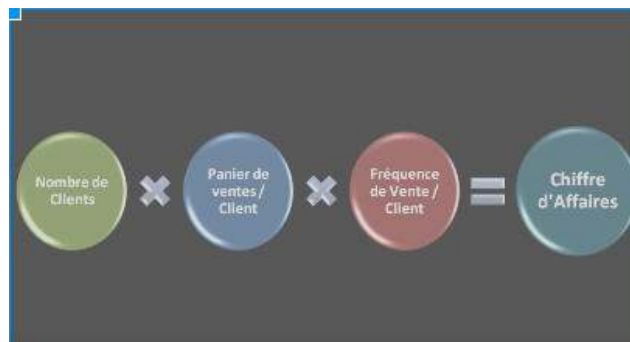 Nombre de
Clients
Panier de
ventes /
Client
Fréquence
de Vente /
Client
Chiffre
d'Affaires